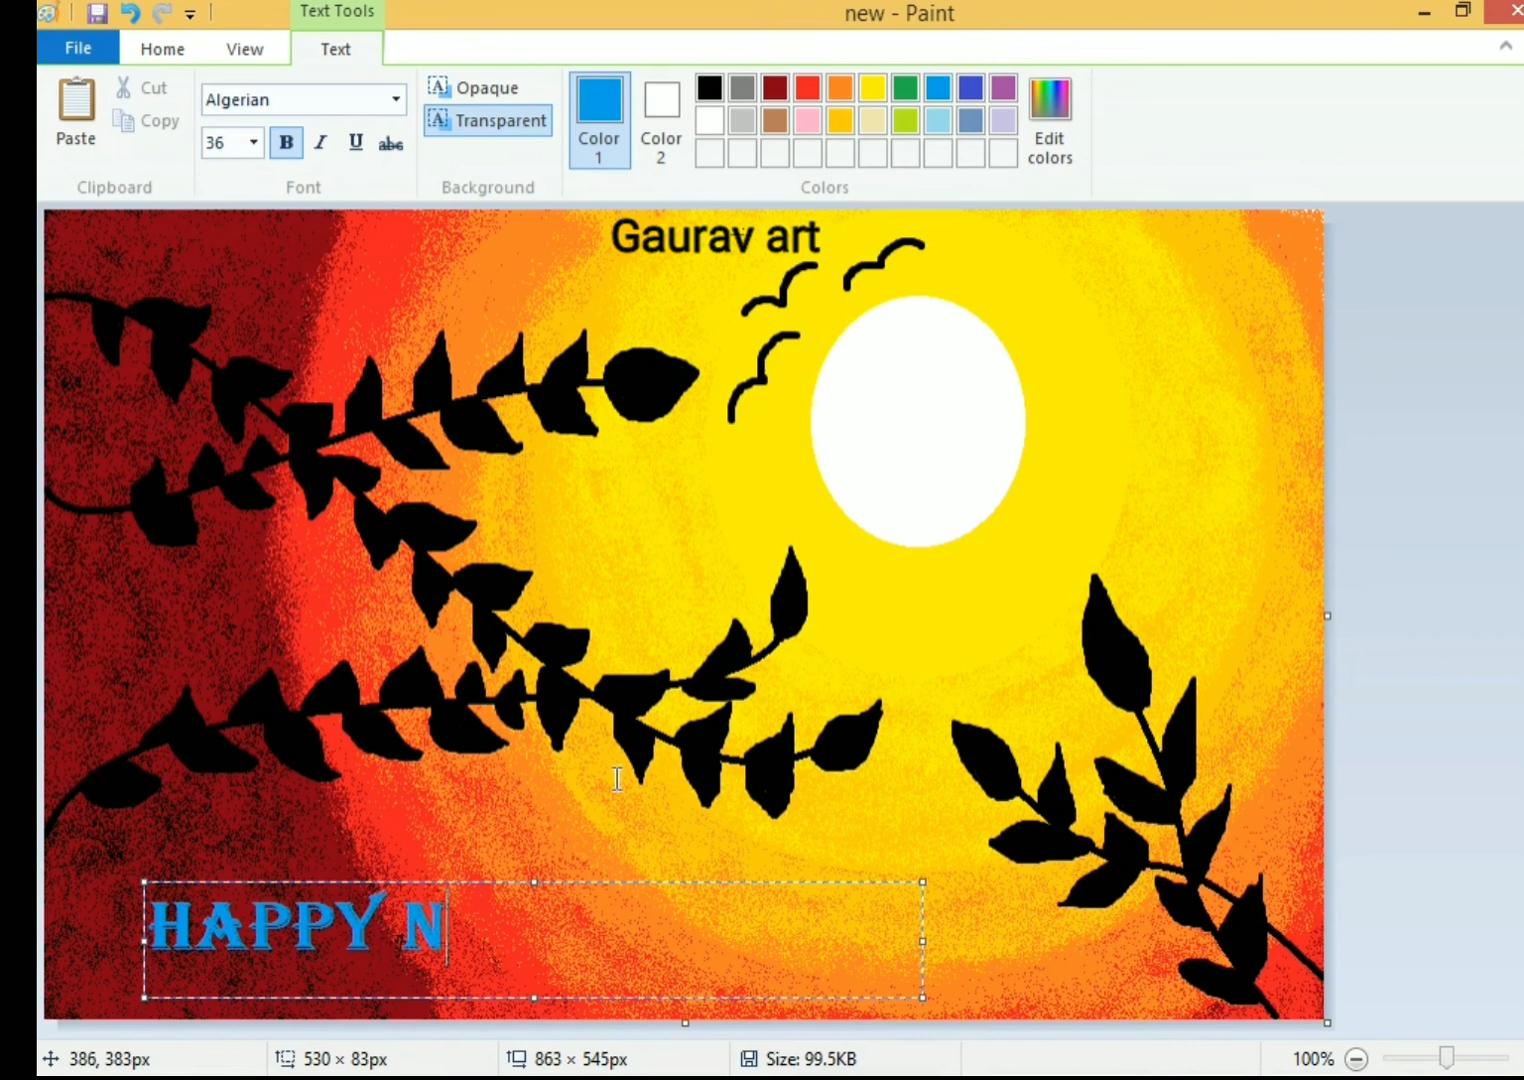 Text Tools
new - Paint
File
Home
View
Text
Paste
Cut
Copy
Clipboard
Algerian
36
B
I
U
abc
Font
Opaque
Transparent
Background
Color 1
Color 2
Edit colors
Colors
Gaurav art
HAPPY N
386, 383px
530 × 83px
863 × 545px
Size: 99.5KB
100%